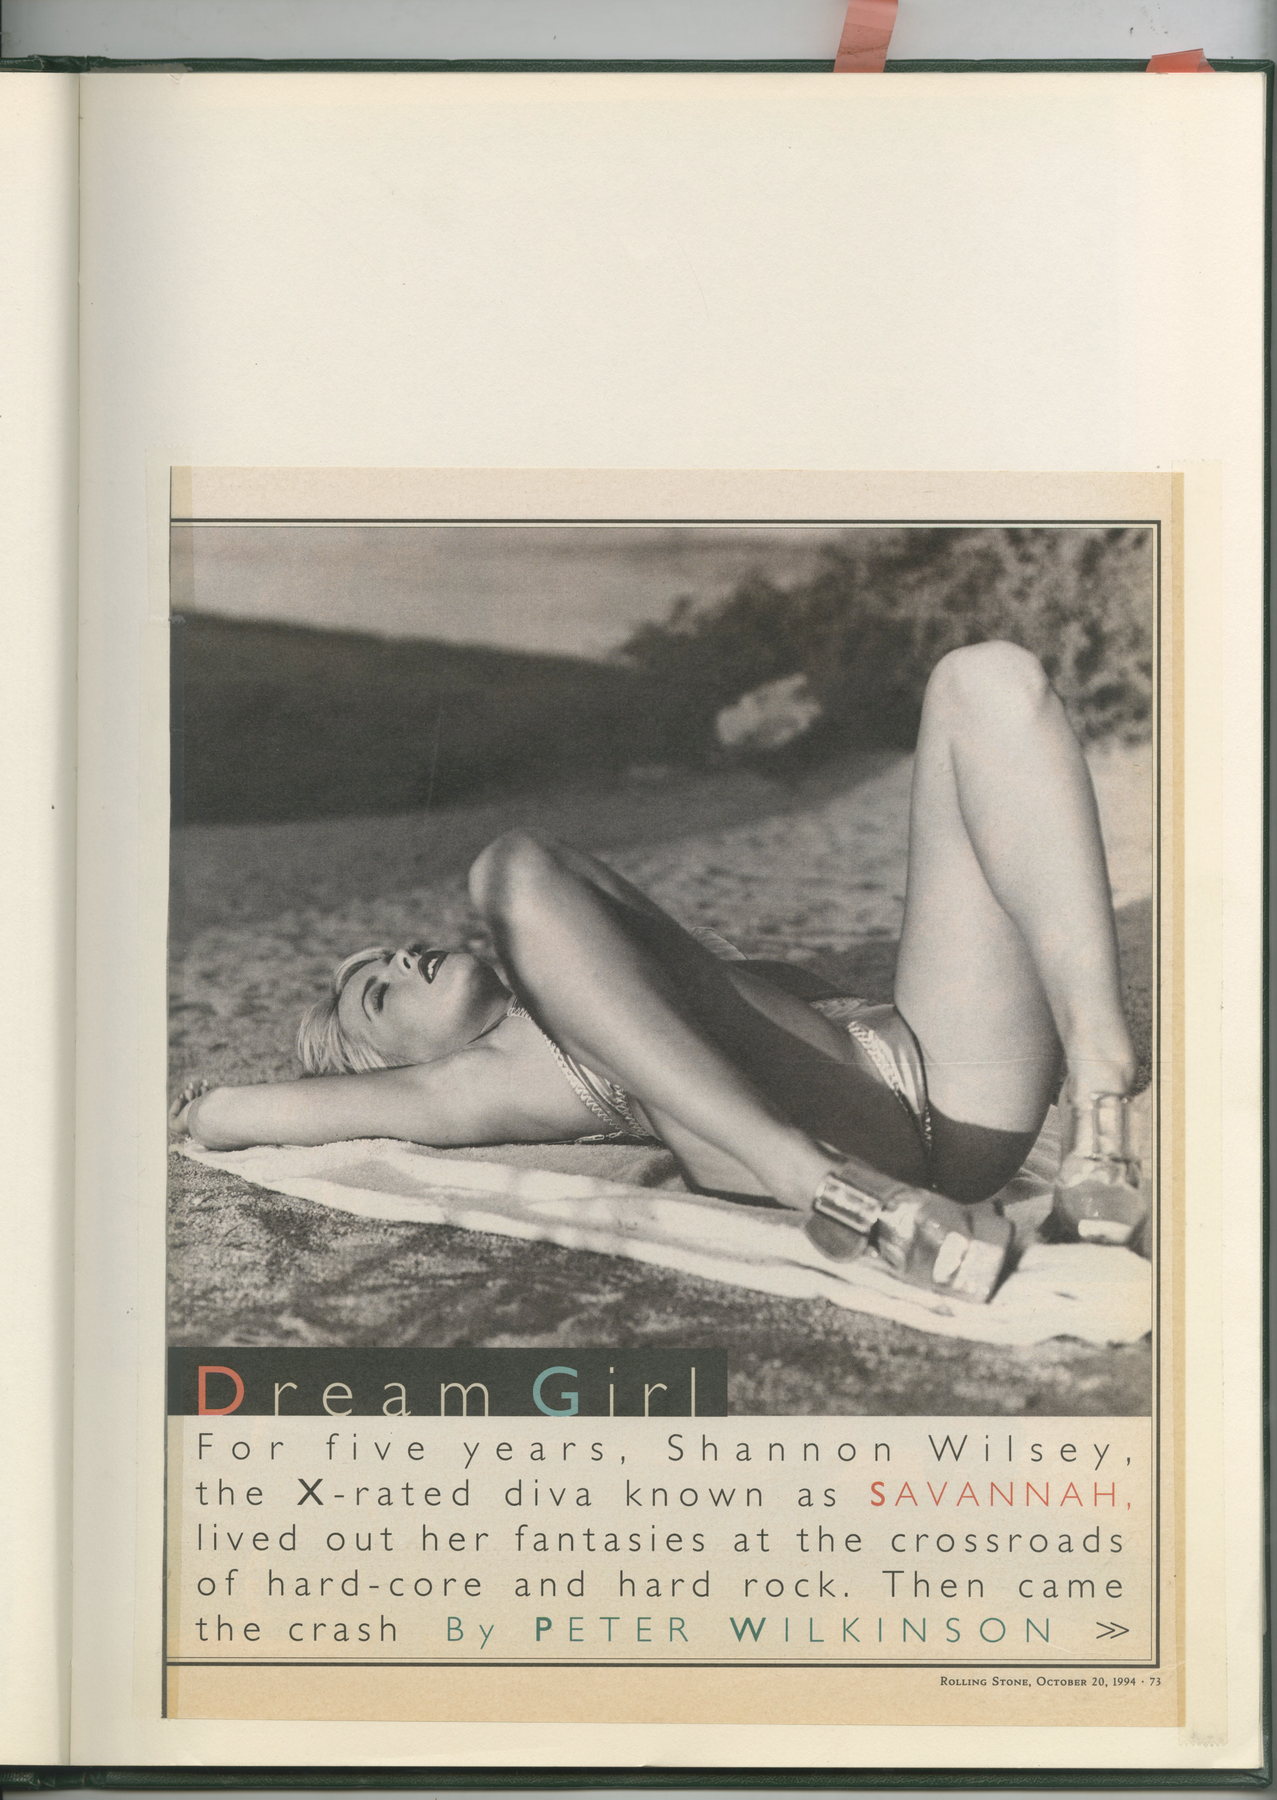 Dream Girl
For five years, Shannon Wilsey,
the X-rated diva known as SAVANNAH,
lived out her fantasies at the crossroads
of hard-core and hard rock. Then came
the crash By PETER WILKINSON >>
ROLLING STONE, OCTOBER 20, 1994 · 73